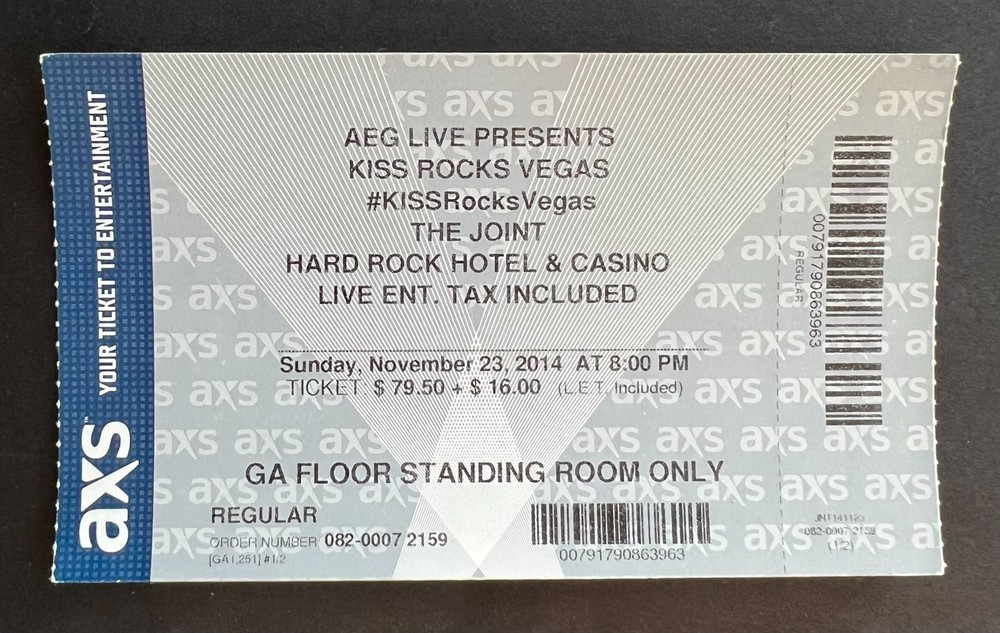 axs YOUR TICKET TO ENTERTAINMENT
AEG LIVE PRESENTS
KISS ROCKS VEGAS
#KISSRocksVegas
THE JOINT
HARD ROCK HOTEL & CASINO
LIVE ENT. TAX INCLUDED
Sunday, November 23, 2014 AT 8:00 PM
TICKET $ 79.50 + $ 16.00 (L.E.T. Included)
GA FLOOR STANDING ROOM ONLY
REGULAR
ORDER NUMBER 082-0007 2159
[GA1,251] #1/2
00791790863963
00791790863963
REGULAR
082-0007 2159
(1/2)